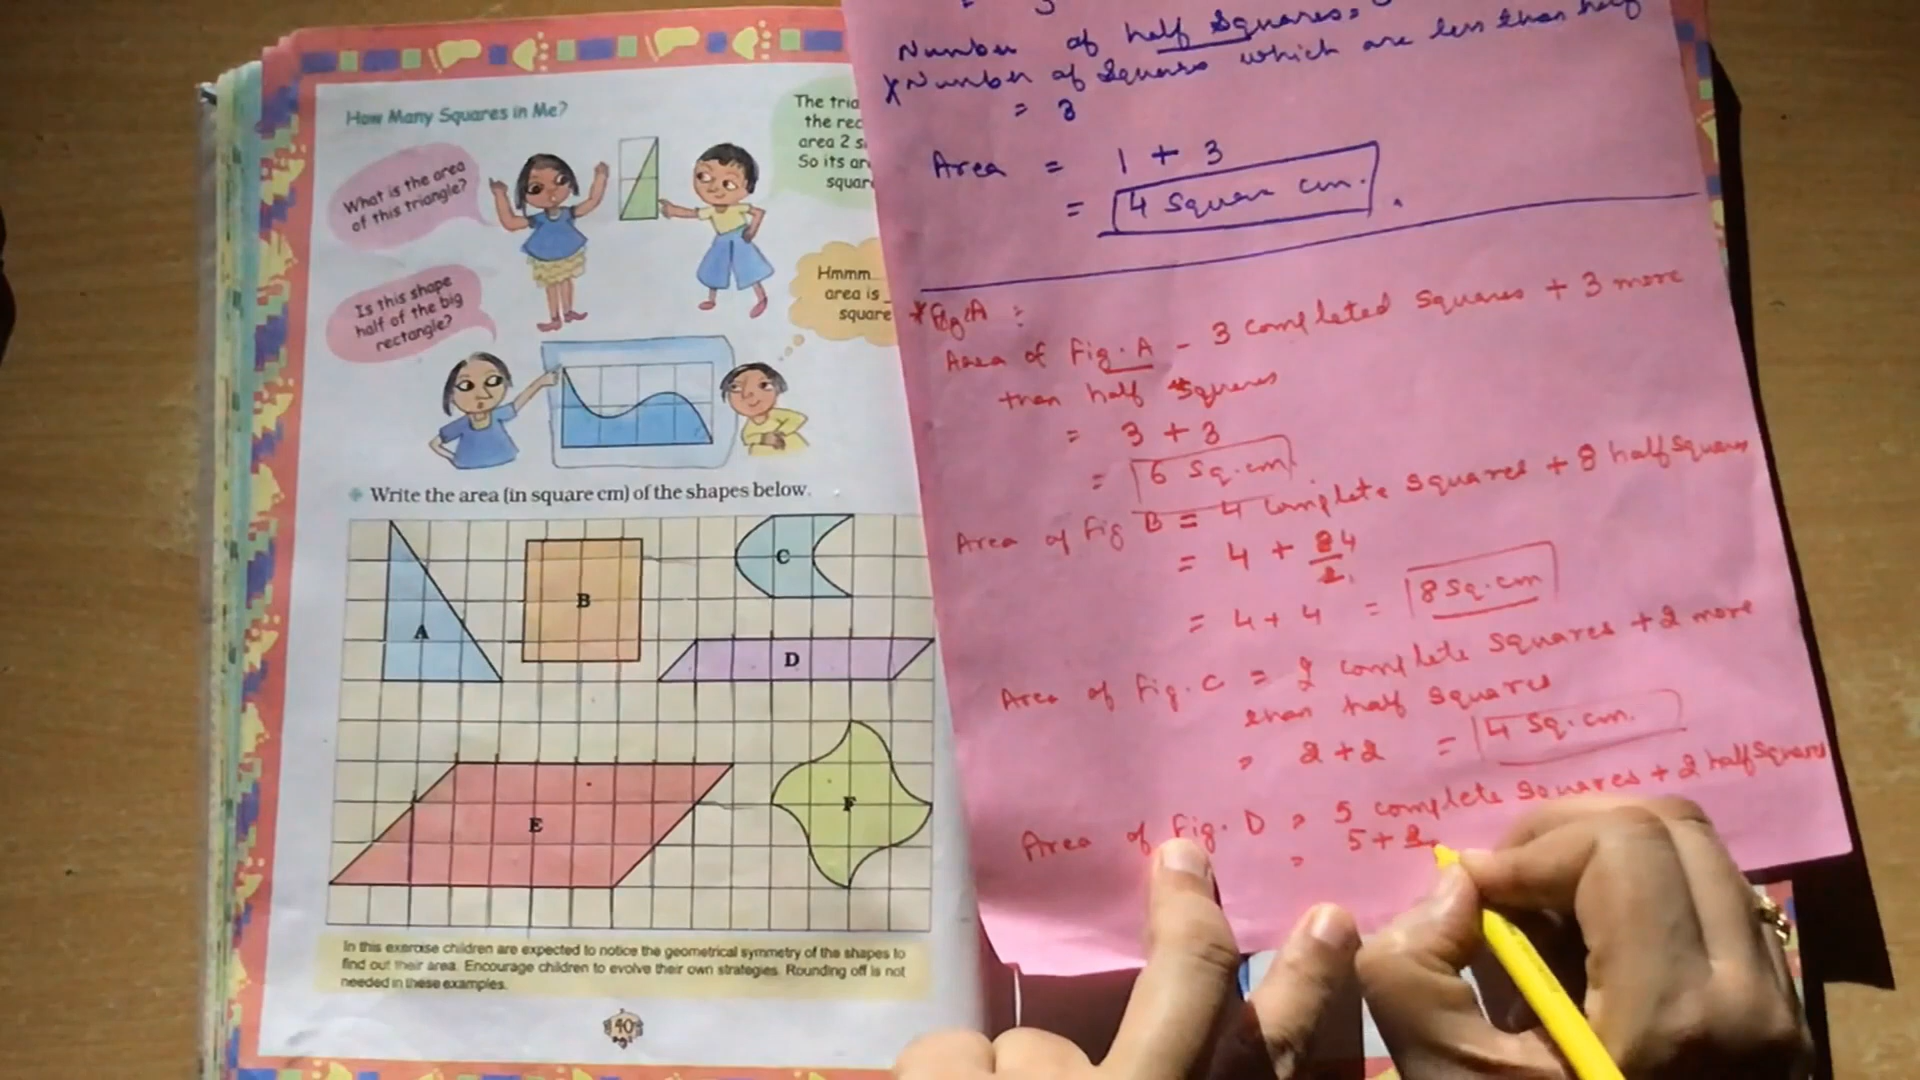 How Many Squares in Me?
What is the area
of this triangle?
The tria
the rec
area 2 s
So its ar
squar
Is this shape
half of the big
rectangle?
Hmmm
area is
square
Write the area (in square cm) of the shapes below.
A
B
C
D
E
F
In this exercise children are expected to notice the geometrical symmetry of the shapes to
find out their area. Encourage children to evolve their own strategies. Rounding off is not
needed in these examples.
40
Number of half squares =
*Number of squares which are less than half
= 3
Area = 1 + 3
= 4 square cm.
* Fig A :
Area of Fig. A - 3 completed squares + 3 more
than half squares
= 3 + 3
= 6 sq.cm
Area of Fig B = 4 complete squares + 8 half squares
= 4 + 8 4
2
= 4 + 4 = 8 sq.cm
Area of Fig. C = 2 complete squares + 2 more
than half squares
= 2 + 2 = 4 sq.cm.
Area of Fig. D = 5 complete squares + 2 half squares
= 5 + 2